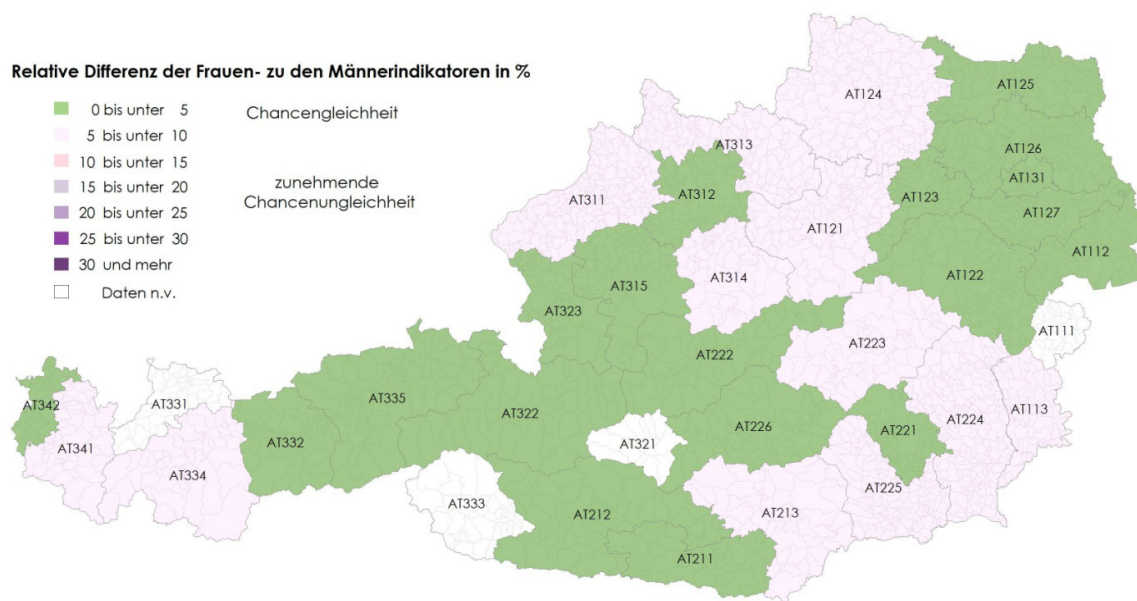 Relative Differenz der Frauen- zu den Männerindikatoren in %
0 bis unter 5
Chancengleichheit
5 bis unter 10
10 bis unter 15
15 bis unter 20
zunehmende
Chancenungleichheit
20 bis unter 25
25 bis unter 30
30 und mehr
Daten n.v.
AT124
AT125
AT313
AT126
AT131
AT312
AT123
AT311
AT127
AT121
AT112
AT314
AT122
AT315
AT323
AT111
AT222
AT223
AT342
AT331
AT335
AT322
AT113
AT224
AT332
AT321
AT226
AT221
AT341
AT334
AT225
AT333
AT212
AT213
AT211